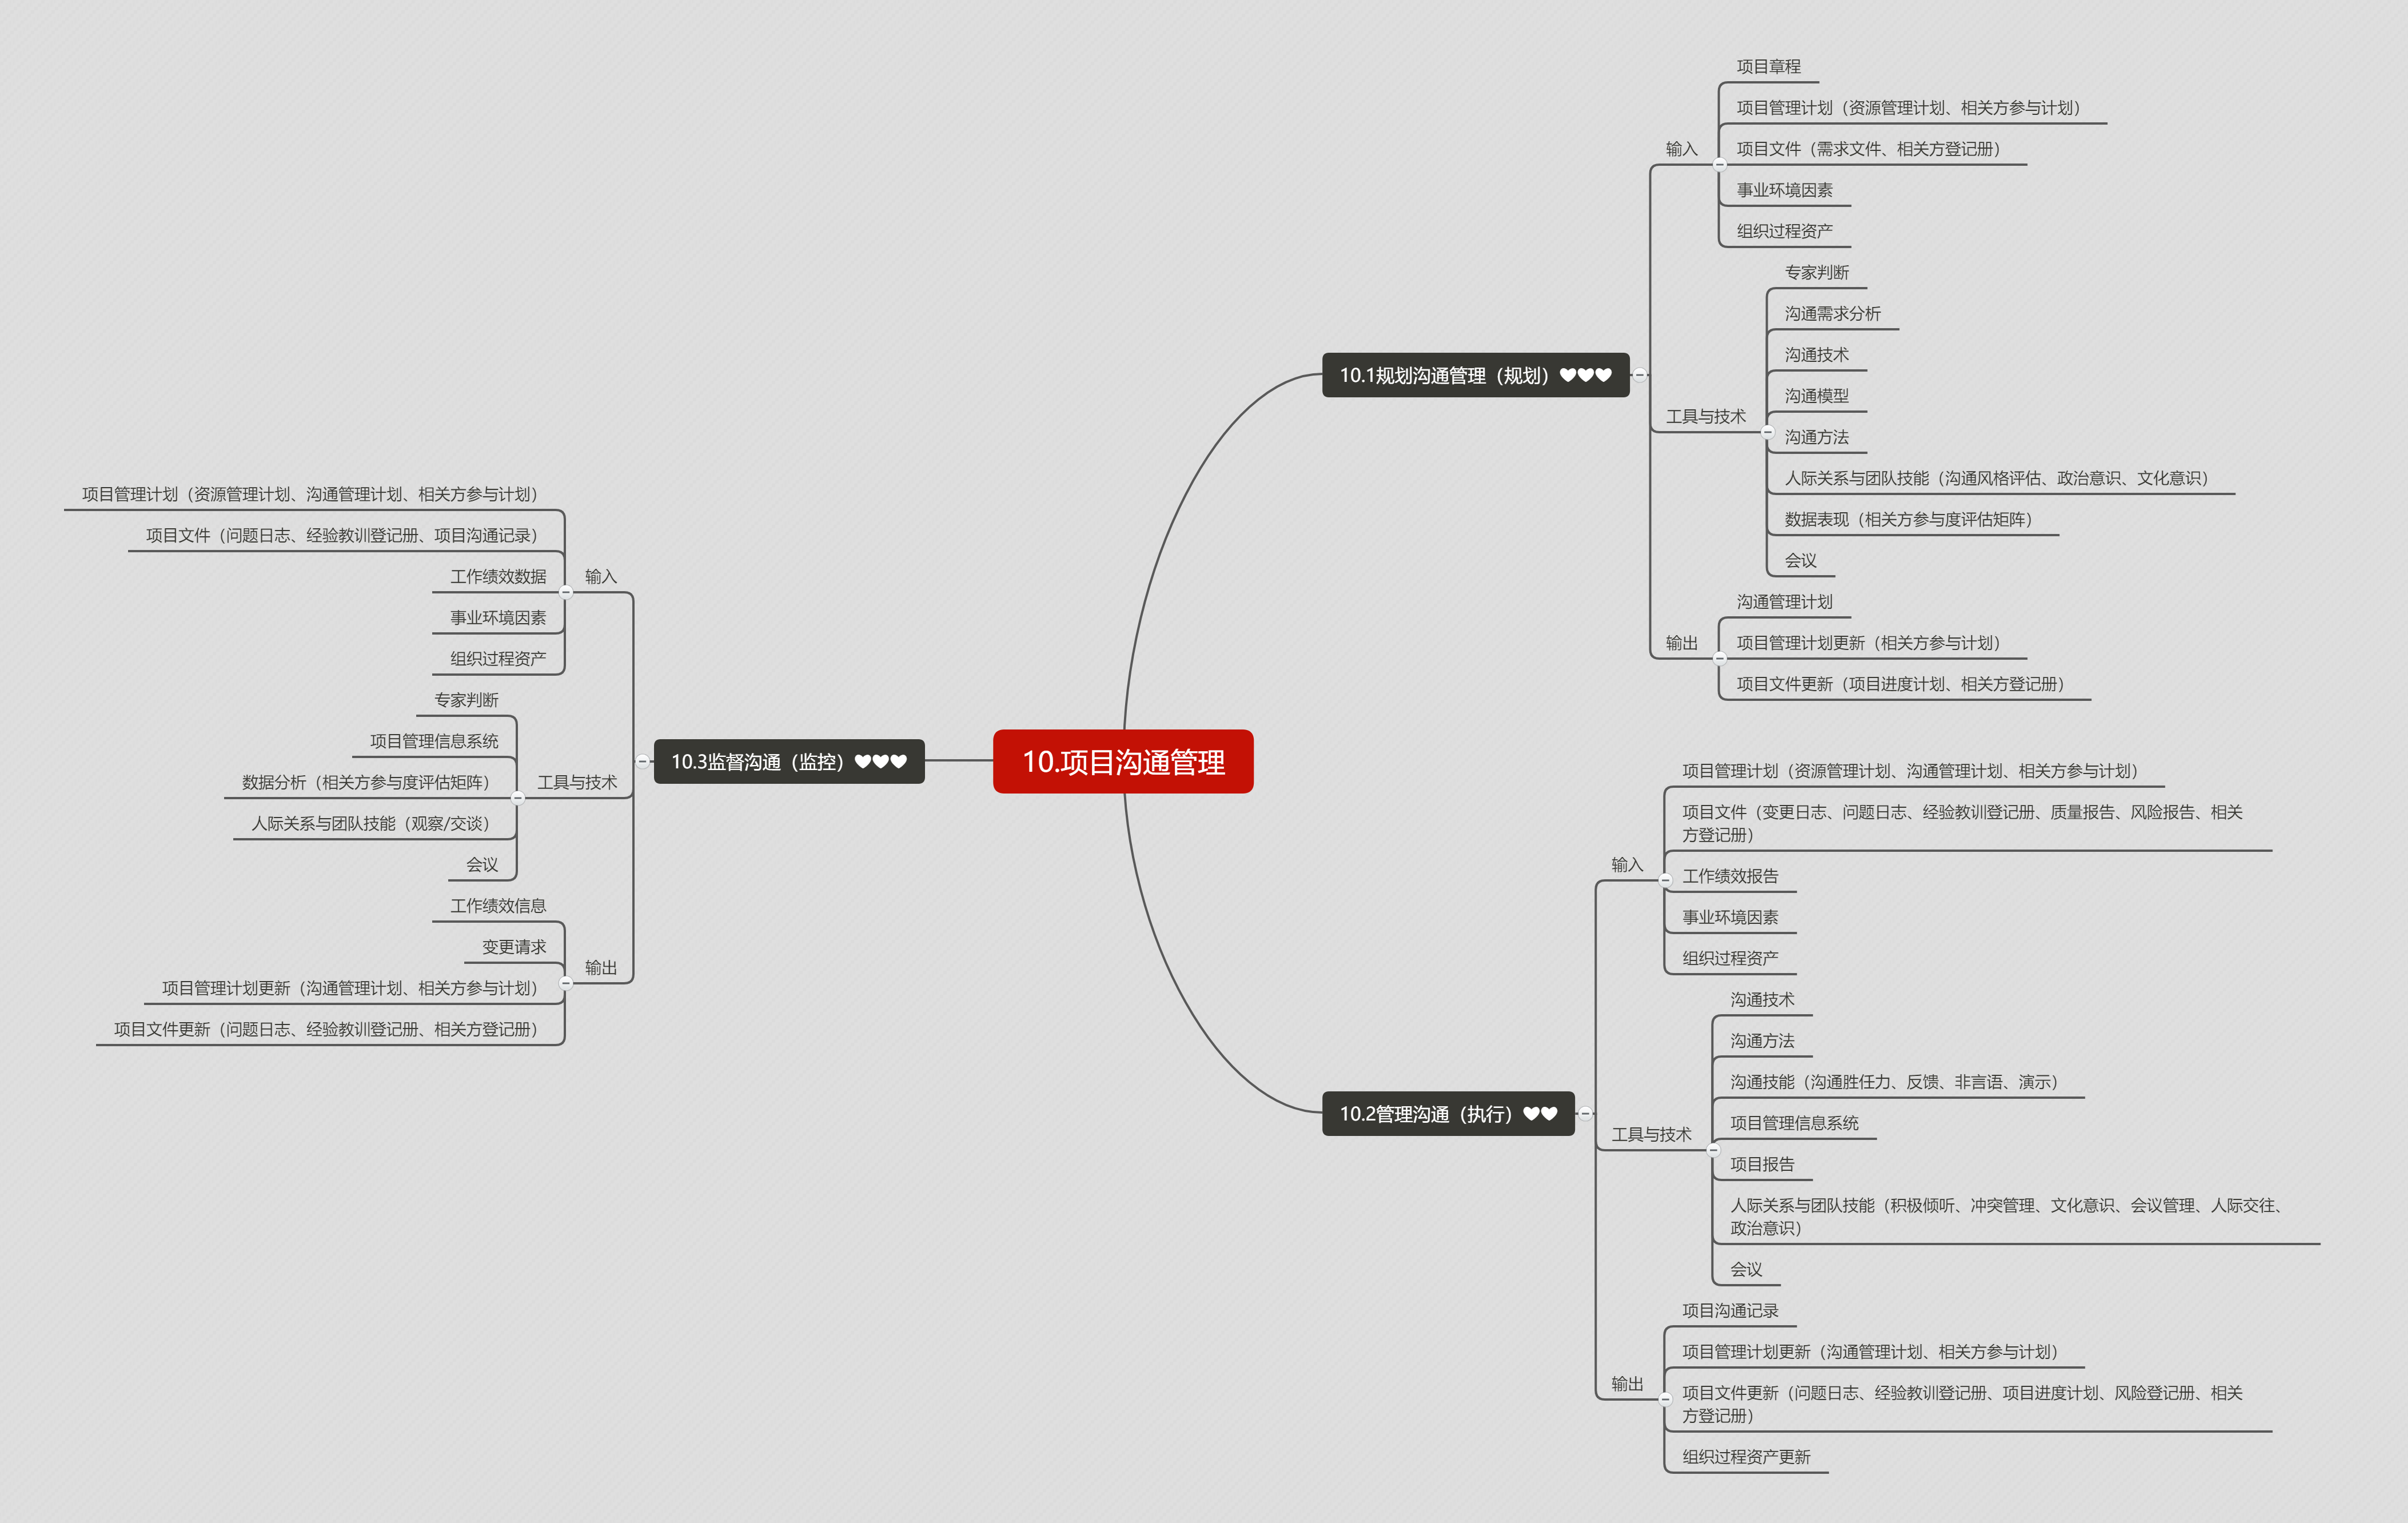 10.项目沟通管理
10.1规划沟通管理（规划）♥♥♥
输入
项目章程
项目管理计划（资源管理计划、相关方参与计划）
项目文件（需求文件、相关方登记册）
事业环境因素
组织过程资产
工具与技术
专家判断
沟通需求分析
沟通技术
沟通模型
沟通方法
人际关系与团队技能（沟通风格评估、政治意识、文化意识）
数据表现（相关方参与度评估矩阵）
会议
输出
沟通管理计划
项目管理计划更新（相关方参与计划）
项目文件更新（项目进度计划、相关方登记册）
10.2管理沟通（执行）♥♥
输入
项目管理计划（资源管理计划、沟通管理计划、相关方参与计划）
项目文件（变更日志、问题日志、经验教训登记册、质量报告、风险报告、相关
方登记册）
工作绩效报告
事业环境因素
组织过程资产
工具与技术
沟通技术
沟通方法
沟通技能（沟通胜任力、反馈、非言语、演示）
项目管理信息系统
项目报告
人际关系与团队技能（积极倾听、冲突管理、文化意识、会议管理、人际交往、
政治意识）
会议
输出
项目沟通记录
项目管理计划更新（沟通管理计划、相关方参与计划）
项目文件更新（问题日志、经验教训登记册、项目进度计划、风险登记册、相关
方登记册）
组织过程资产更新
10.3监督沟通（监控）♥♥♥
输入
项目管理计划（资源管理计划、沟通管理计划、相关方参与计划）
项目文件（问题日志、经验教训登记册、项目沟通记录）
工作绩效数据
事业环境因素
组织过程资产
工具与技术
专家判断
项目管理信息系统
数据分析（相关方参与度评估矩阵）
人际关系与团队技能（观察/交谈）
会议
输出
工作绩效信息
变更请求
项目管理计划更新（沟通管理计划、相关方参与计划）
项目文件更新（问题日志、经验教训登记册、相关方登记册）